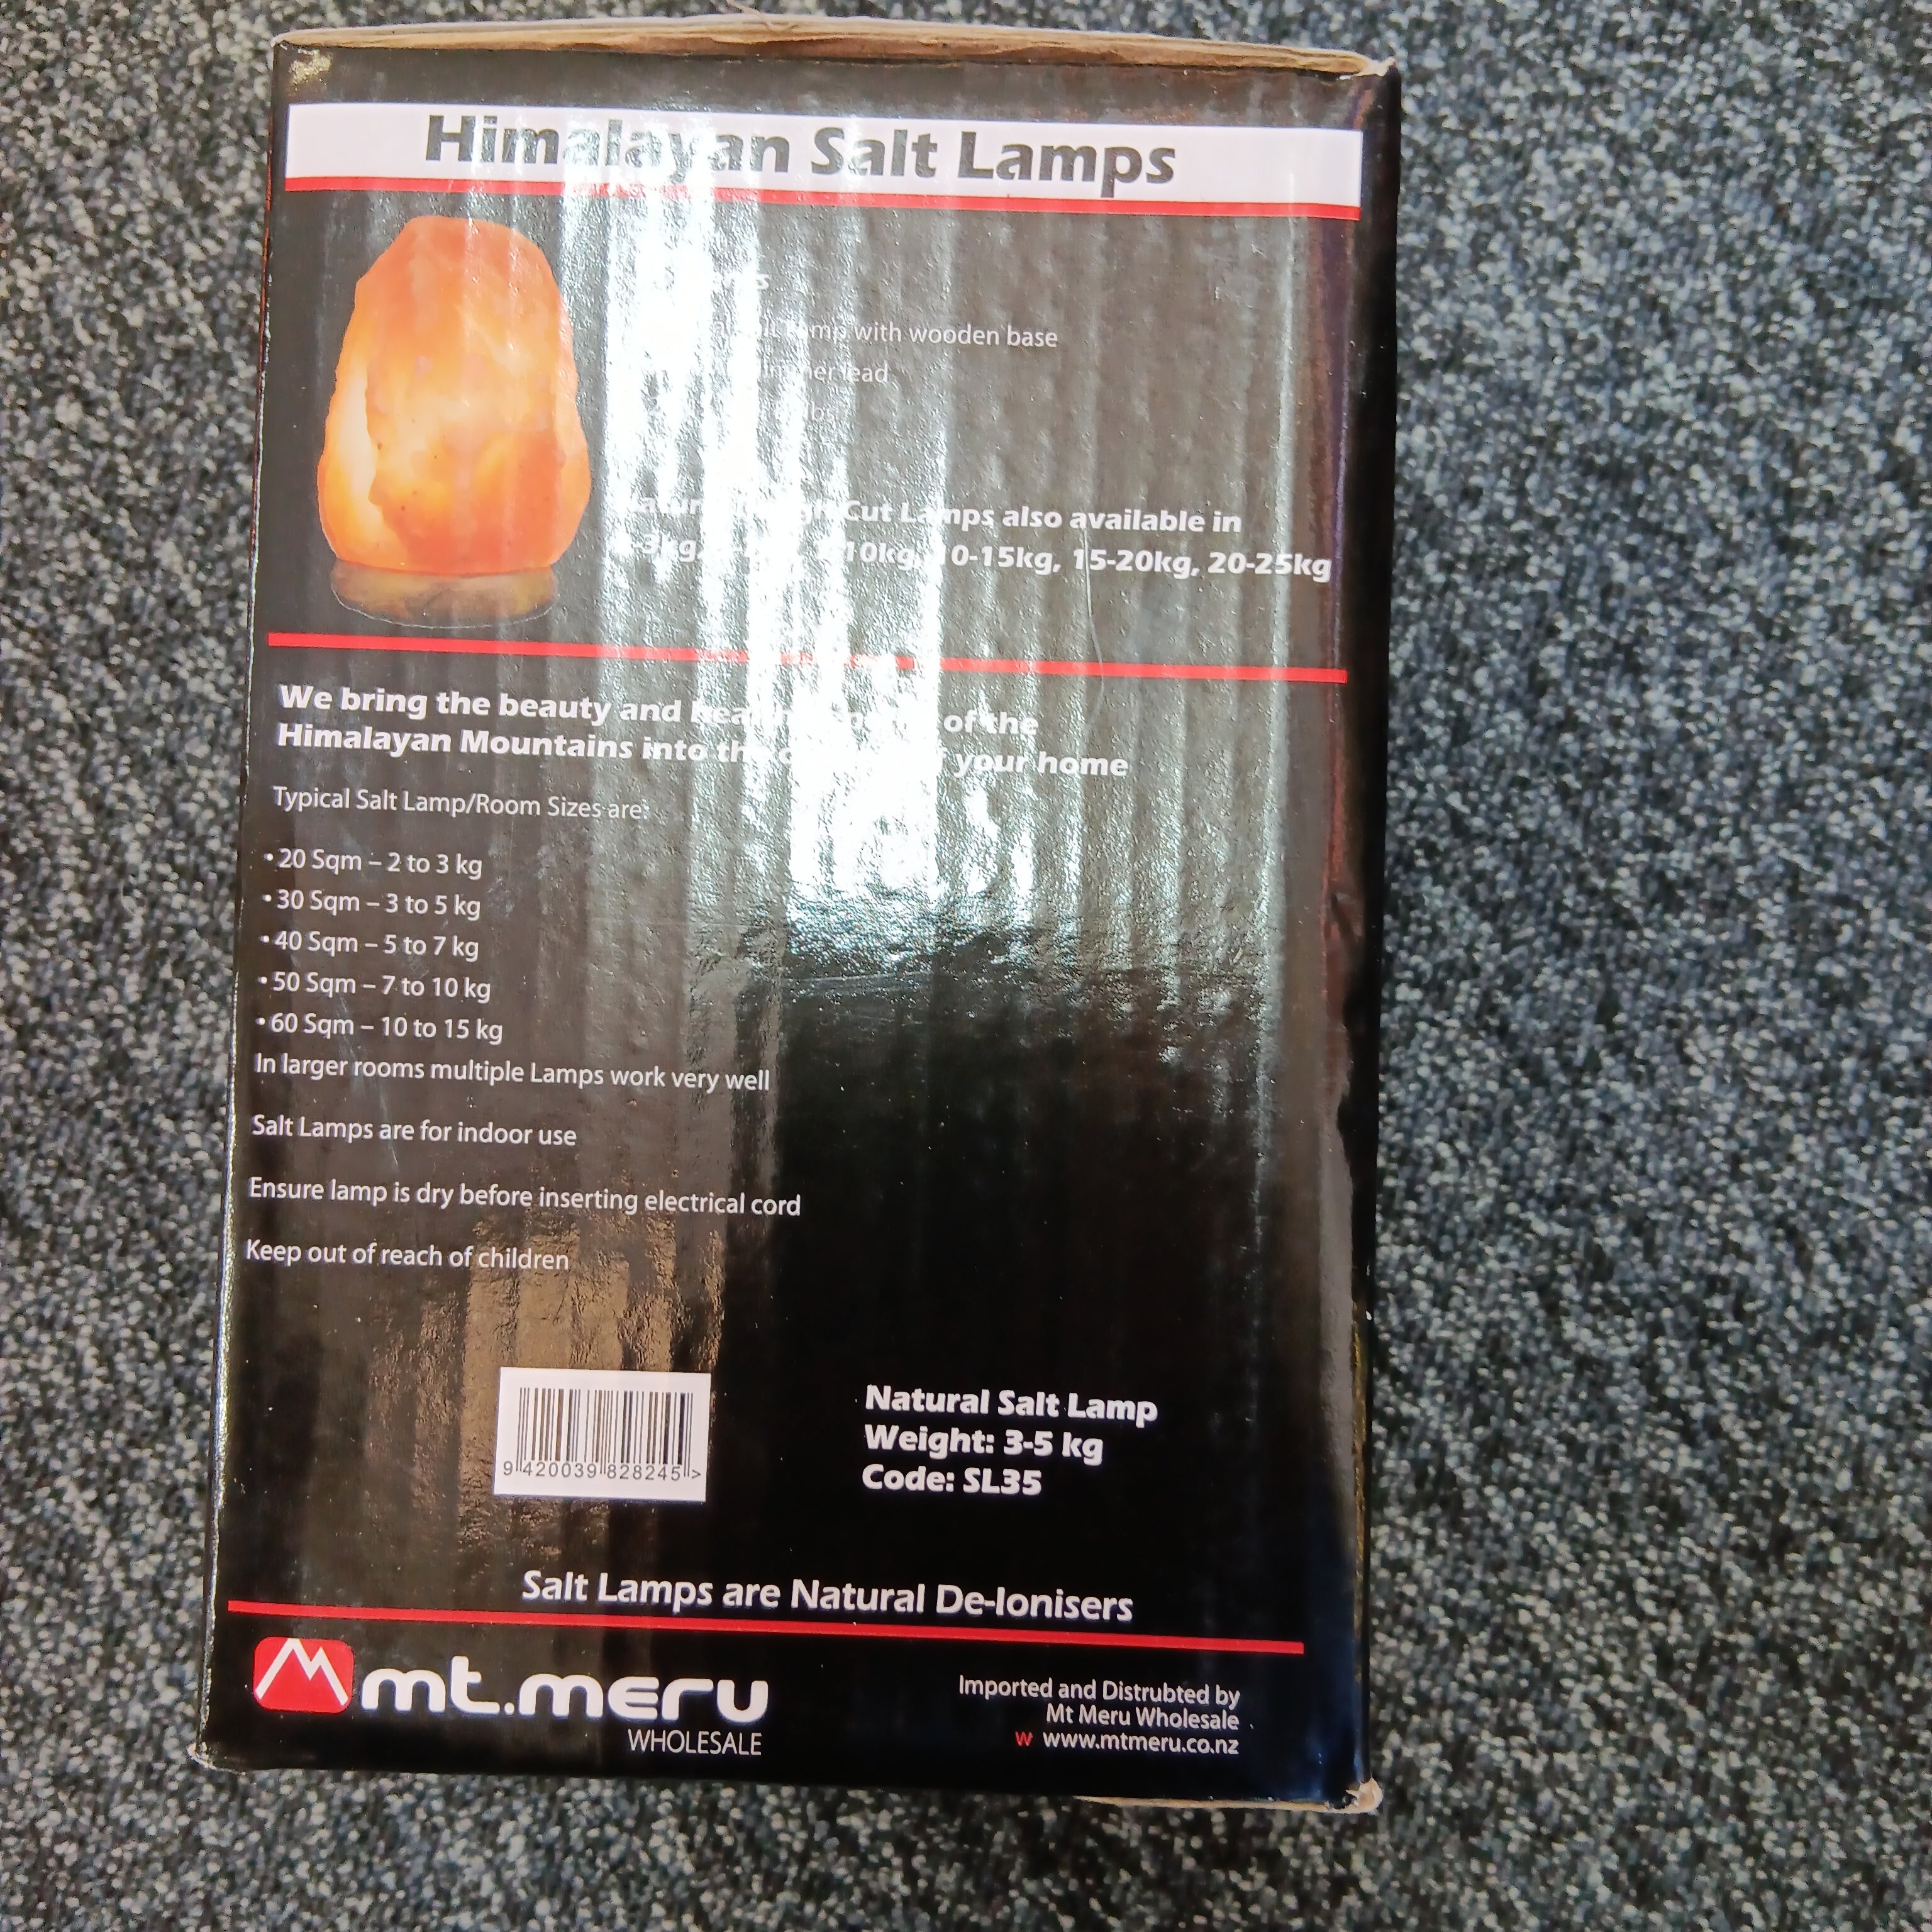 Himalayan Salt Lamps
Lamp with wooden base
lead
Cut Lamps also available in
10-15kg, 15-20kg, 20-25kg
We bring the beauty and of the
Himalayan Mountains into the your home
Typical Salt Lamp/Room Sizes are:
• 20 Sqm – 2 to 3 kg
• 30 Sqm – 3 to 5 kg
• 40 Sqm – 5 to 7 kg
• 50 Sqm – 7 to 10 kg
• 60 Sqm – 10 to 15 kg
In larger rooms multiple Lamps work very well
Salt Lamps are for indoor use
Ensure lamp is dry before inserting electrical cord
Keep out of reach of children
9 420039 828245 >
Natural Salt Lamp
Weight: 3-5 kg
Code: SL35
Salt Lamps are Natural De-Ionisers
mt.meru
WHOLESALE
Imported and Distrubted by
Mt Meru Wholesale
w www.mtmeru.co.nz